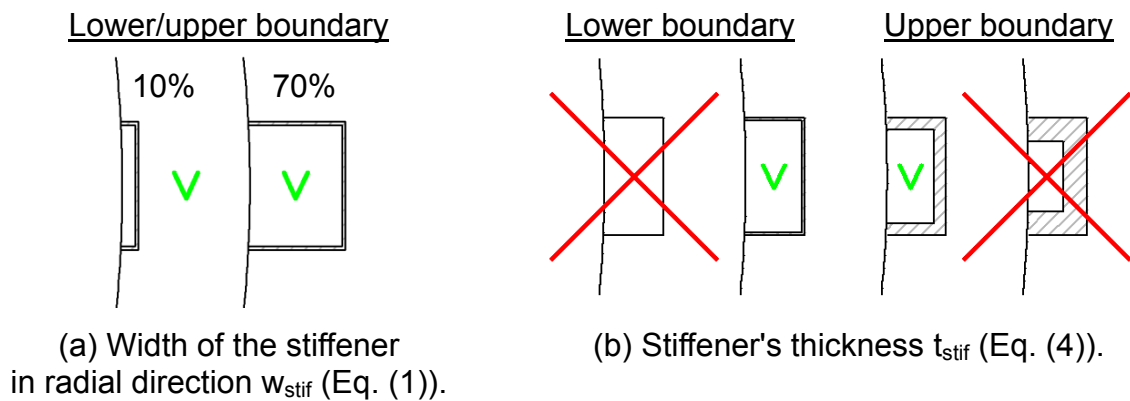 Lower/upper boundary
10%
70%
(a) Width of the stiffener
in radial direction wstif (Eq. (1)).
Lower boundary
Upper boundary
(b) Stiffener's thickness tstif (Eq. (4)).